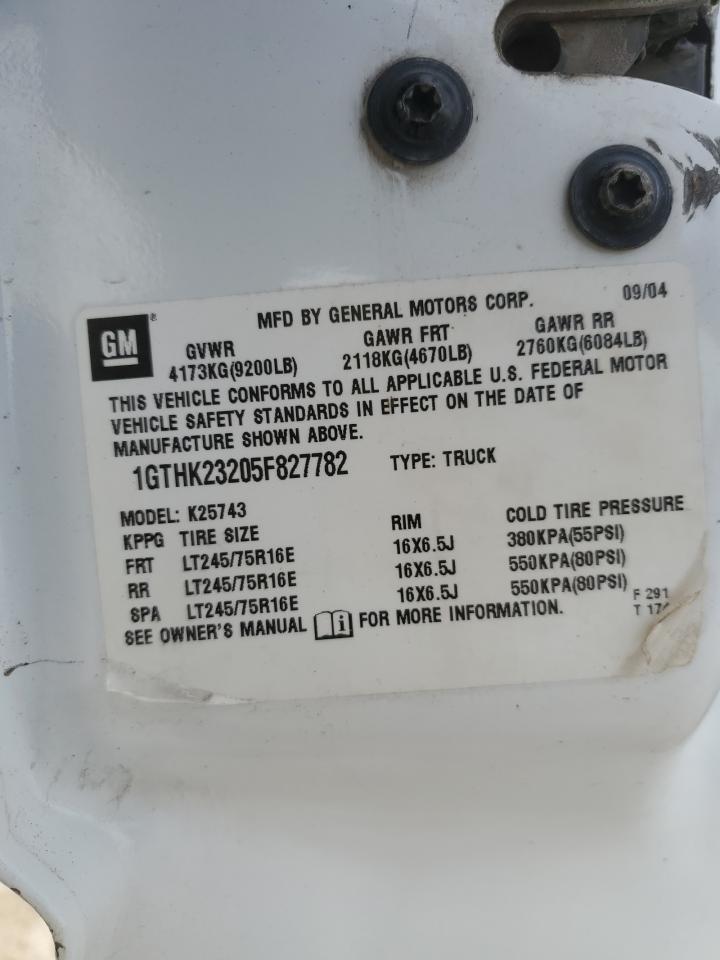 GM ®
MFD BY GENERAL MOTORS CORP. 09/04
GVWR GAWR FRT GAWR RR
4173KG(9200LB) 2118KG(4670LB) 2760KG(6084LB)
THIS VEHICLE CONFORMS TO ALL APPLICABLE U.S. FEDERAL MOTOR
VEHICLE SAFETY STANDARDS IN EFFECT ON THE DATE OF
MANUFACTURE SHOWN ABOVE.
1GTHK23205F827782 TYPE: TRUCK
MODEL: K25743
KPPG TIRE SIZE RIM COLD TIRE PRESSURE
FRT LT245/75R16E 16X6.5J 380KPA(55PSI)
RR LT245/75R16E 16X6.5J 550KPA(80PSI)
SPA LT245/75R16E 16X6.5J 550KPA(80PSI)
SEE OWNER'S MANUAL i FOR MORE INFORMATION.
F 291
T